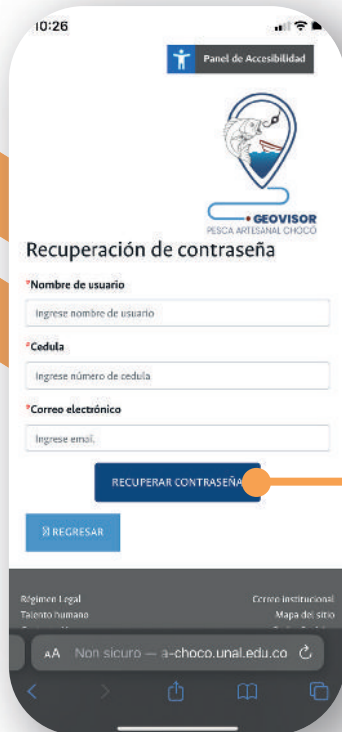 10:26
Panel de Accesibilidad
GEOVISOR
PESCA ARTESANAL CHOCÓ
Recuperación de contraseña
*Nombre de usuario
Ingrese nombre de usuario
*Cedula
Ingrese número de cedula
*Correo electrónico
Ingrese email.
RECUPERAR CONTRASEÑA
REGRESAR
Régimen Legal
Correo institucional
Talento humano
Mapa del sitio
AA Non sicuro — a-choco.unal.edu.co